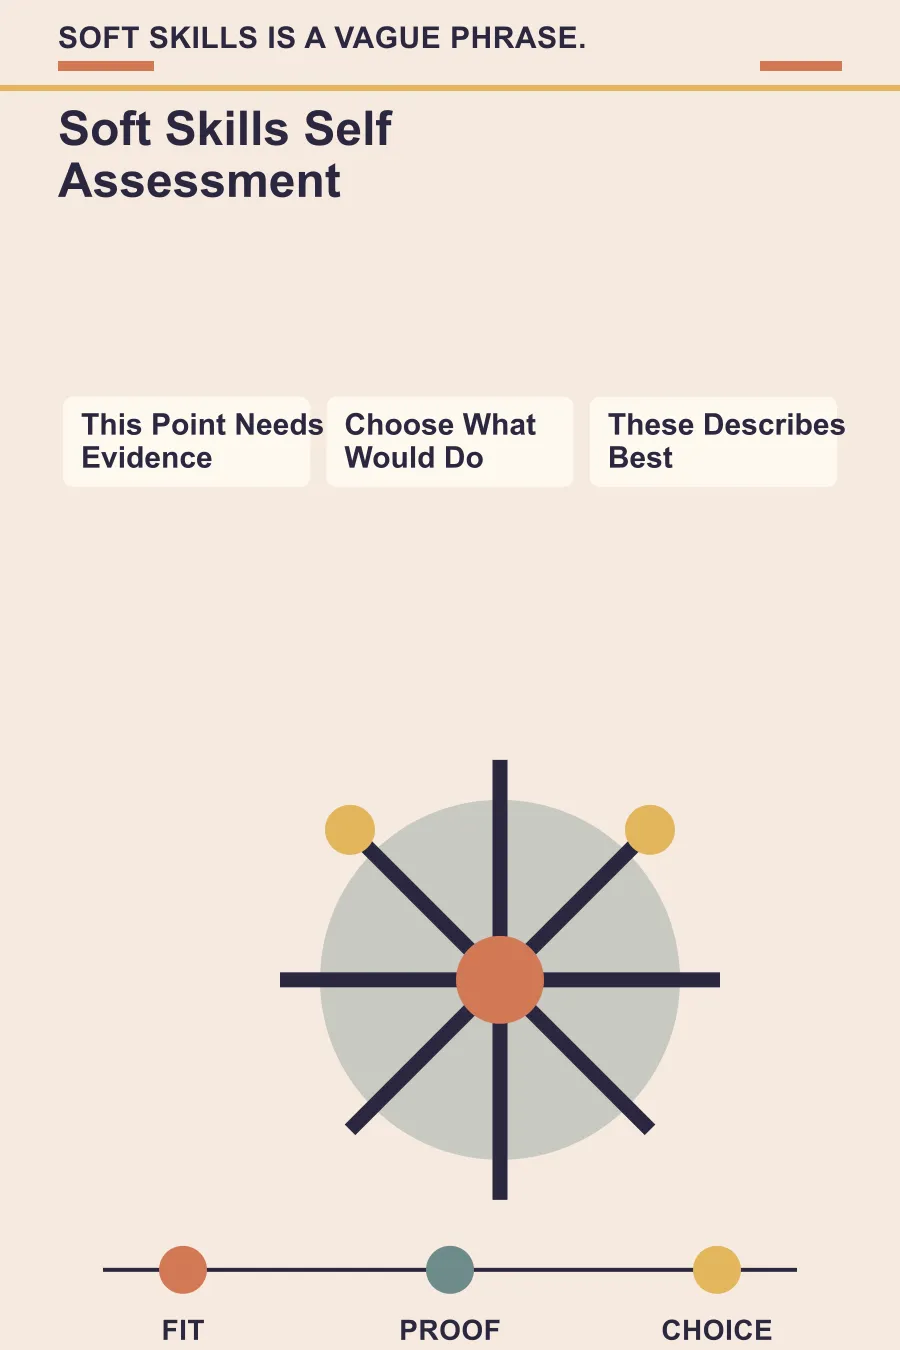 SOFT SKILLS IS A VAGUE PHRASE.
Soft Skills Self
Assessment
This Point Needs
Evidence
Choose What
Would Do
These Describes
Best
FIT
PROOF
CHOICE